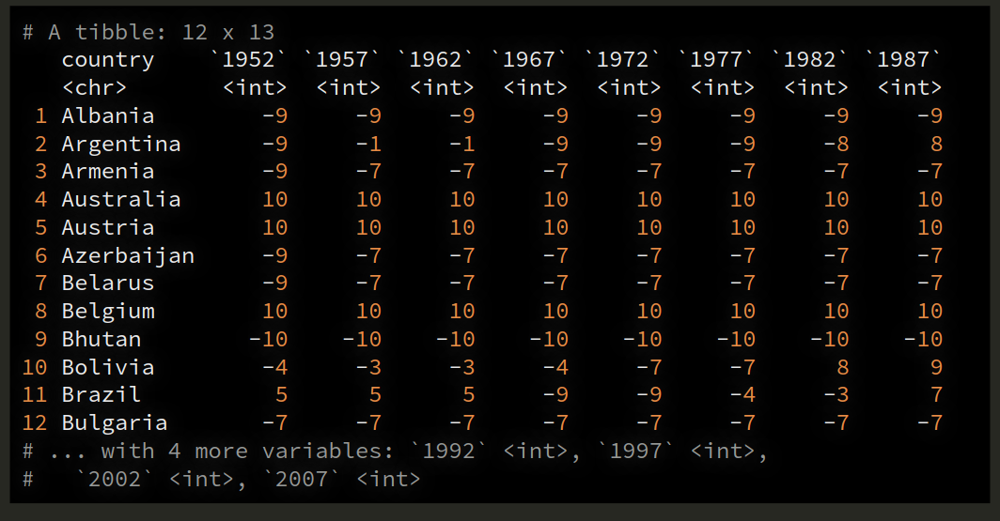 # A tibble: 12 x 13
   country    `1952` `1957` `1962` `1967` `1972` `1977` `1982` `1987`
   <chr>       <int>  <int>  <int>  <int>  <int>  <int>  <int>  <int>
 1 Albania        -9     -9     -9     -9     -9     -9     -9     -9
 2 Argentina      -9     -1     -1     -9     -9     -9     -8      8
 3 Armenia        -9     -7     -7     -7     -7     -7     -7     -7
 4 Australia      10     10     10     10     10     10     10     10
 5 Austria        10     10     10     10     10     10     10     10
 6 Azerbaijan     -9     -7     -7     -7     -7     -7     -7     -7
 7 Belarus        -9     -7     -7     -7     -7     -7     -7     -7
 8 Belgium        10     10     10     10     10     10     10     10
 9 Bhutan        -10    -10    -10    -10    -10    -10    -10    -10
10 Bolivia        -4     -3     -3     -4     -7     -7      8      9
11 Brazil          5      5      5     -9     -9     -4     -3      7
12 Bulgaria       -7     -7     -7     -7     -7     -7     -7     -7
# ... with 4 more variables: `1992` <int>, `1997` <int>,
#   `2002` <int>, `2007` <int>